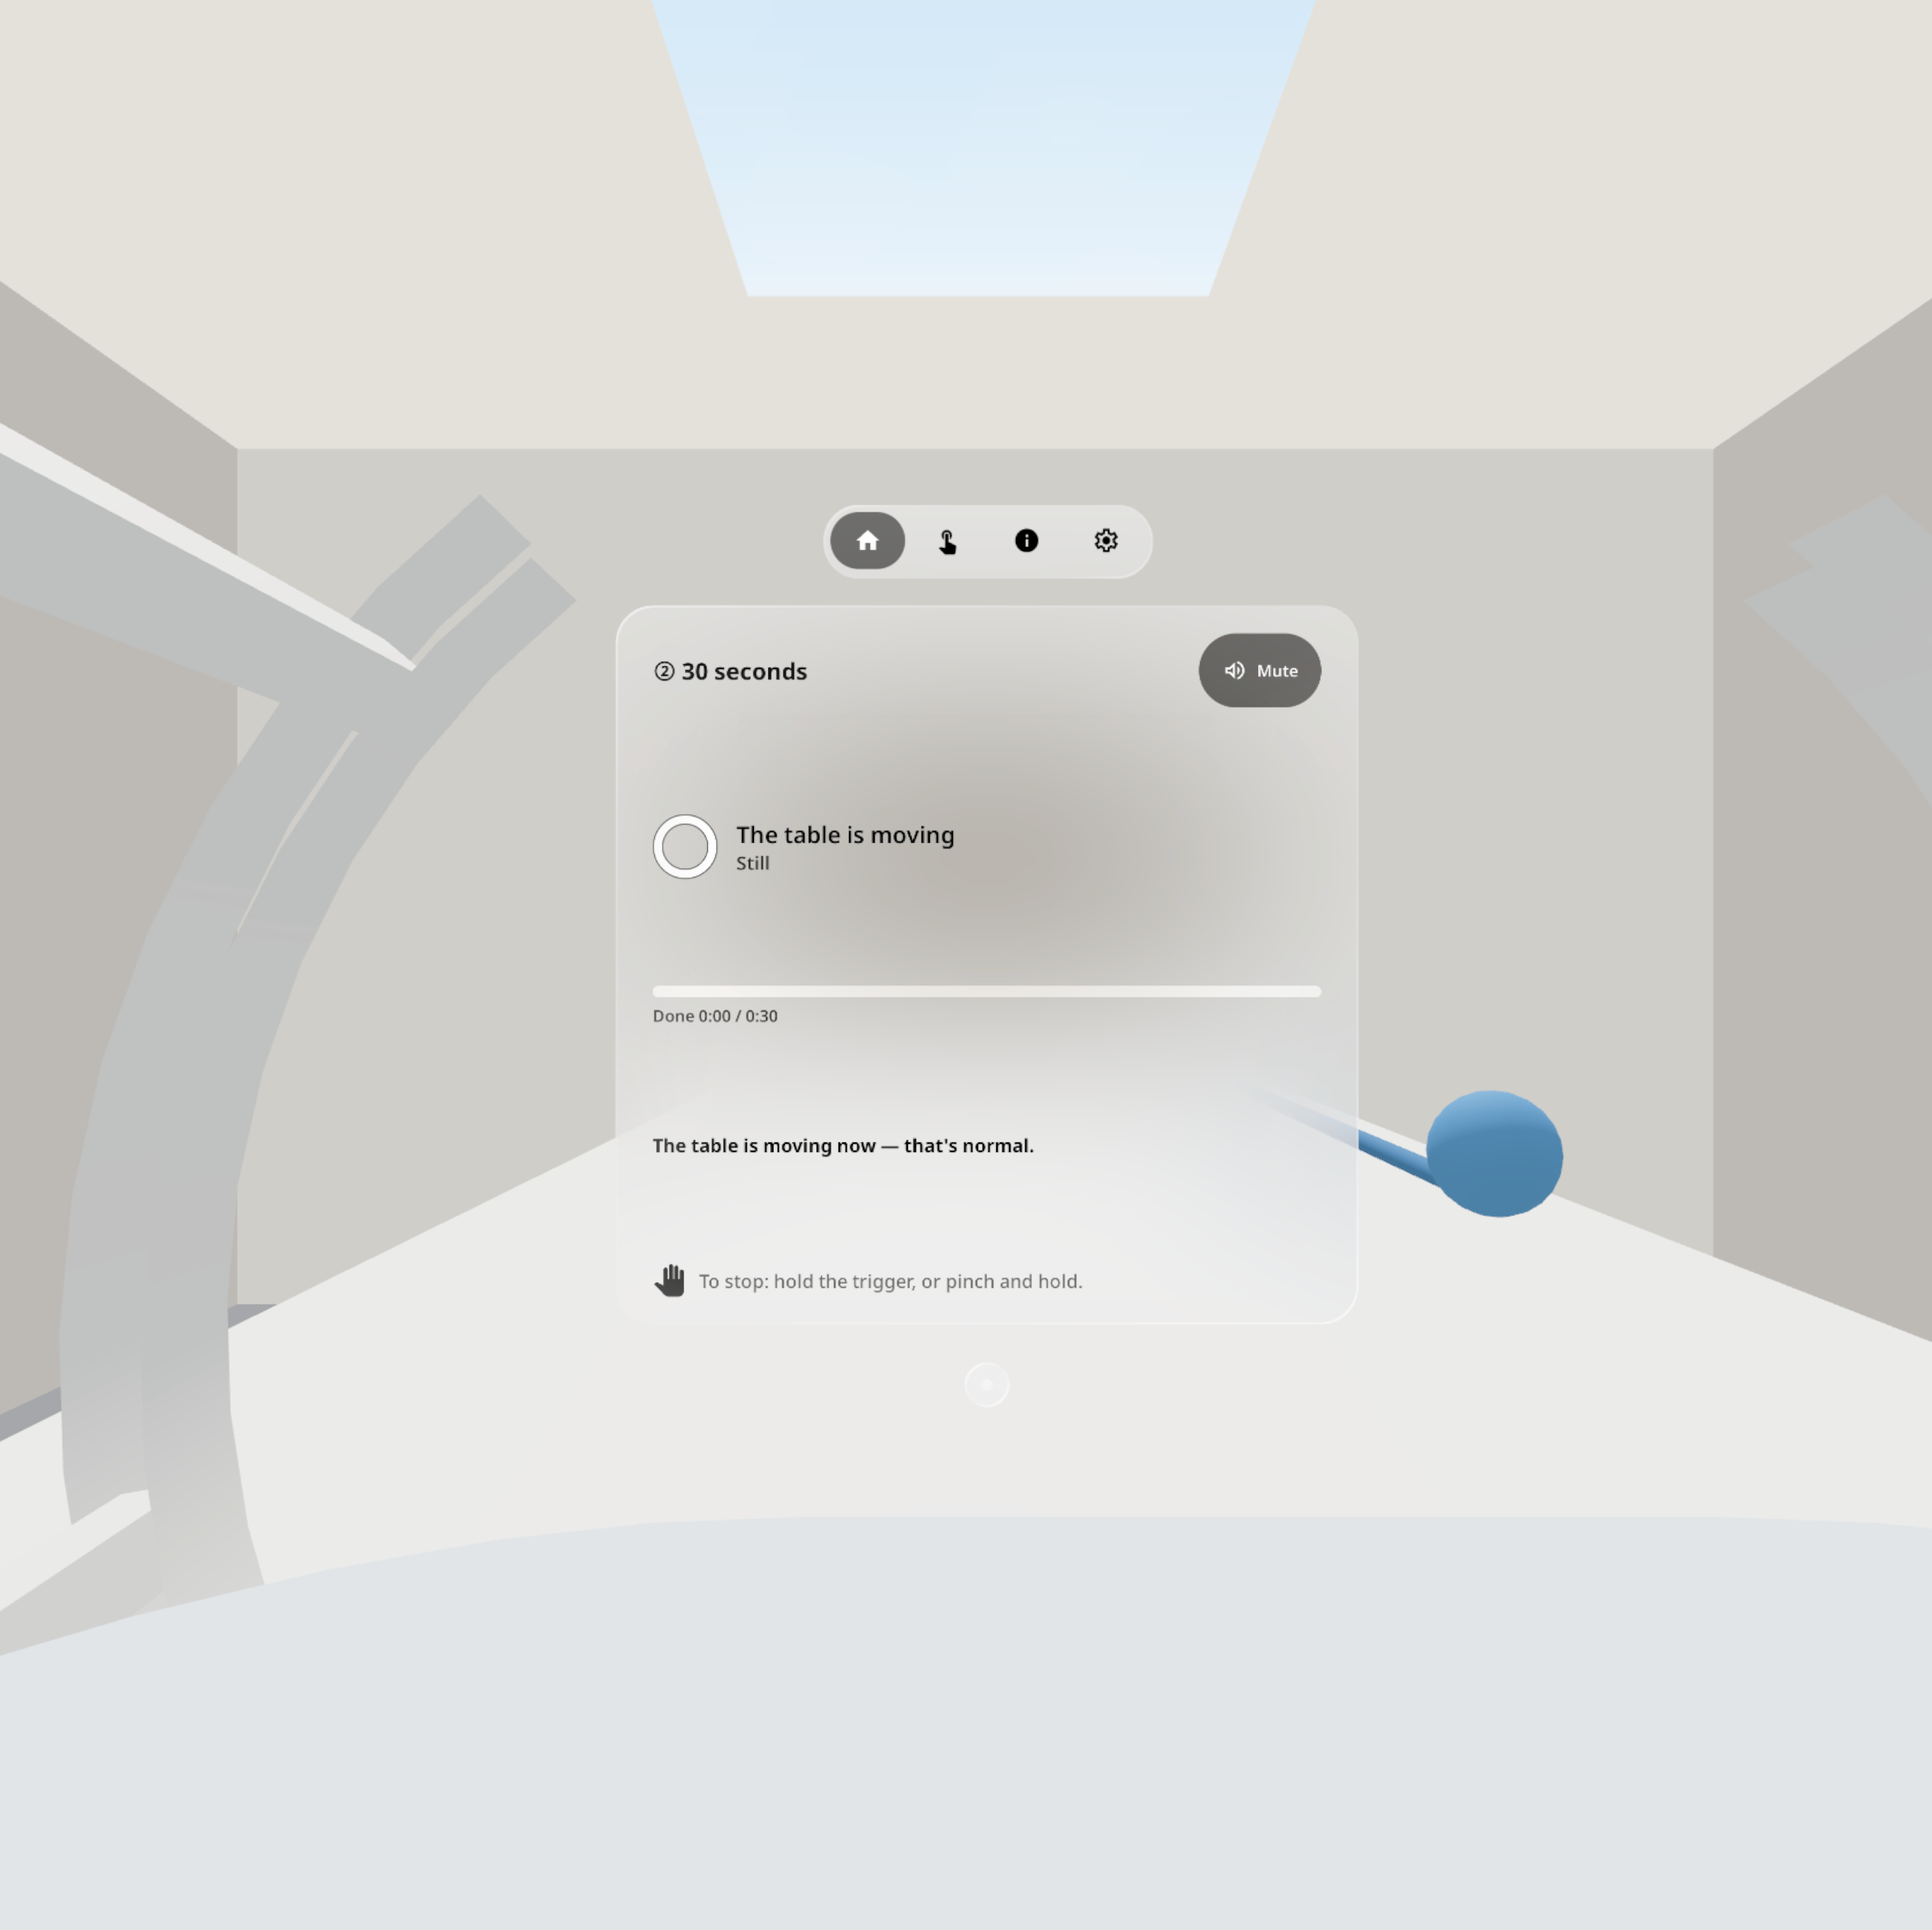 ② 30 seconds
Mute
The table is moving
Still
Done 0:00 / 0:30
The table is moving now — that's normal.
To stop: hold the trigger, or pinch and hold.